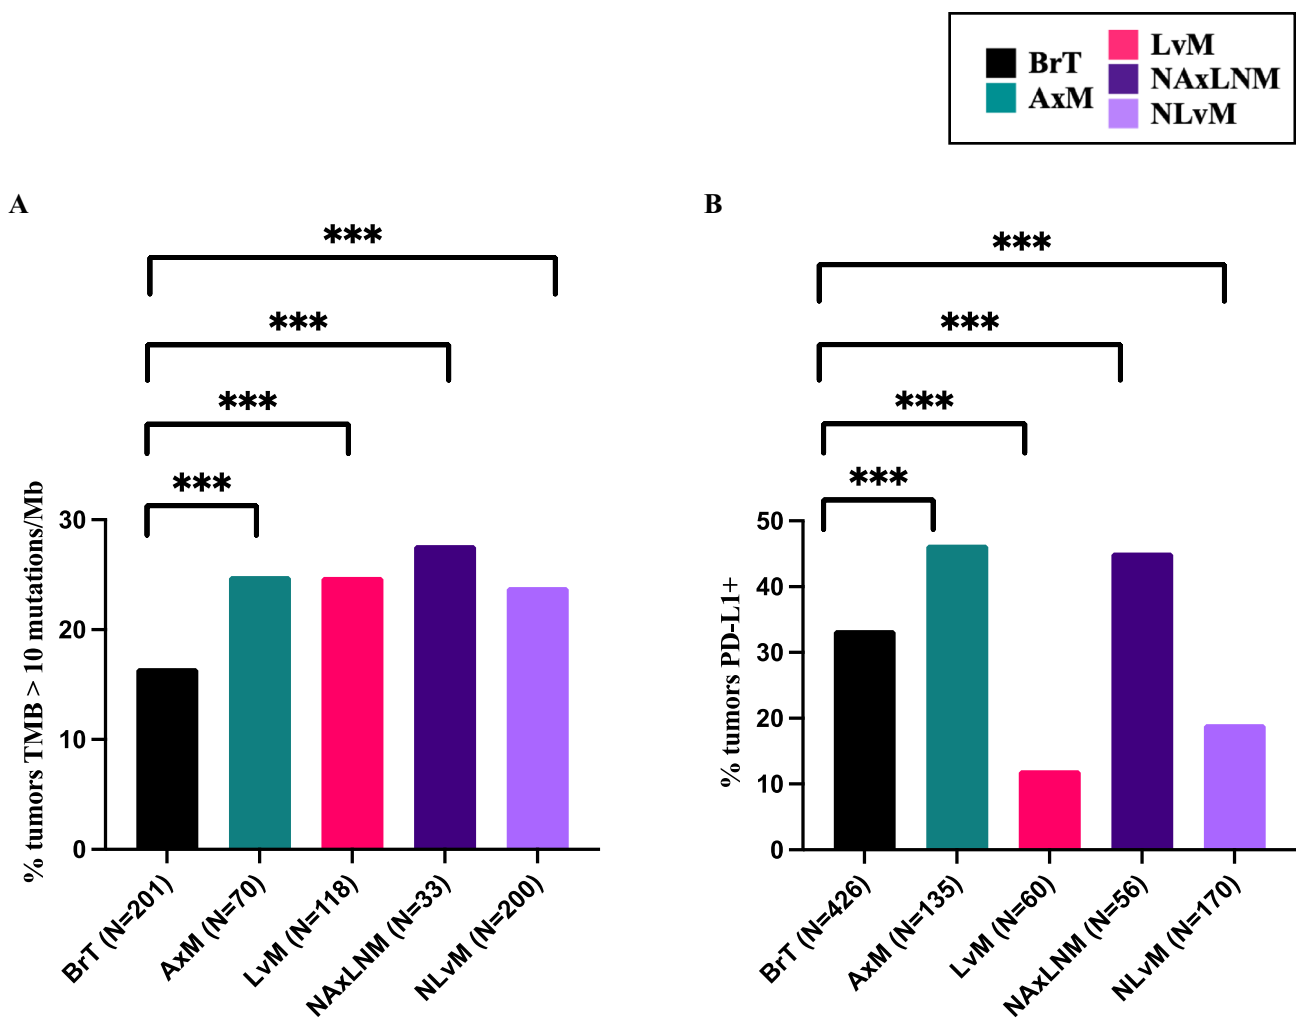 BrT
AxM
LvM
NAxLNM
NLvM
A
***
***
***
***
% tumors TMB > 10 mutations/Mb
30
20
10
0
BrT (N=201)
AxM (N=70)
LvM (N=118)
NAxLNM (N=33)
NLvM (N=200)
B
***
***
***
***
% tumors PD-L1+
50
40
30
20
10
0
BrT (N=426)
AxM (N=135)
LvM (N=60)
NAxLNM (N=56)
NLvM (N=170)